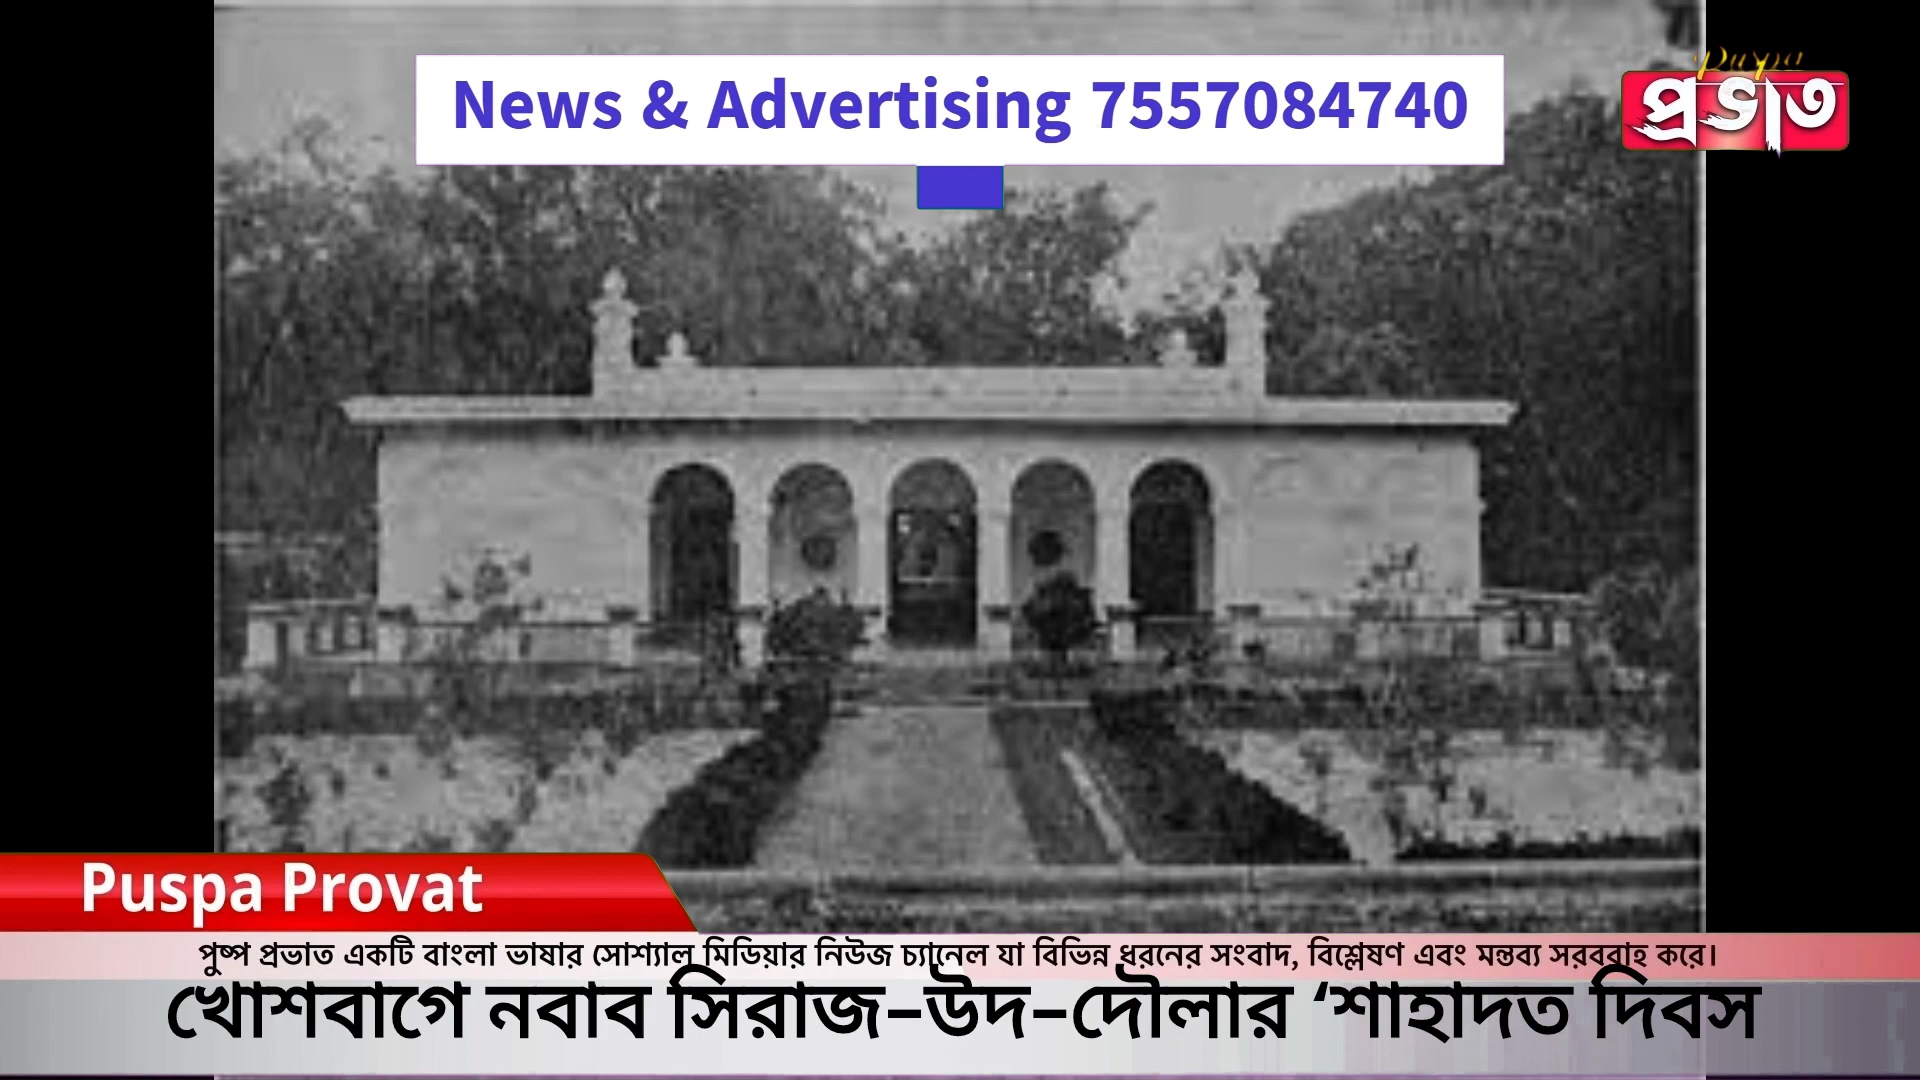 News & Advertising 7557084740
Puspa
প্রভাত
Puspa Provat
পুষ্প প্রভাত একটি বাংলা ভাষার সোশ্যাল মিডিয়ার নিউজ চ্যানেল যা বিভিন্ন ধরনের সংবাদ, বিশ্লেষণ এবং মন্তব্য সরবরাহ করে।
খোশবাগে নবাব সিরাজ-উদ-দৌলার ‘শাহাদত দিবস